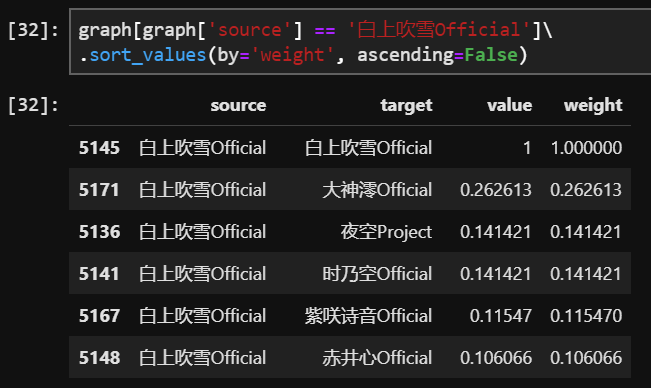 [32]: graph[graph['source'] == '白上吹雪Official']\
.sort_values(by='weight', ascending=False)
[32]: source target value weight
5145 白上吹雪Official 白上吹雪Official 1 1.000000
5171 白上吹雪Official 大神澪Official 0.262613 0.262613
5136 白上吹雪Official 夜空Project 0.141421 0.141421
5141 白上吹雪Official 时乃空Official 0.141421 0.141421
5167 白上吹雪Official 紫咲诗音Official 0.11547 0.115470
5148 白上吹雪Official 赤井心Official 0.106066 0.106066